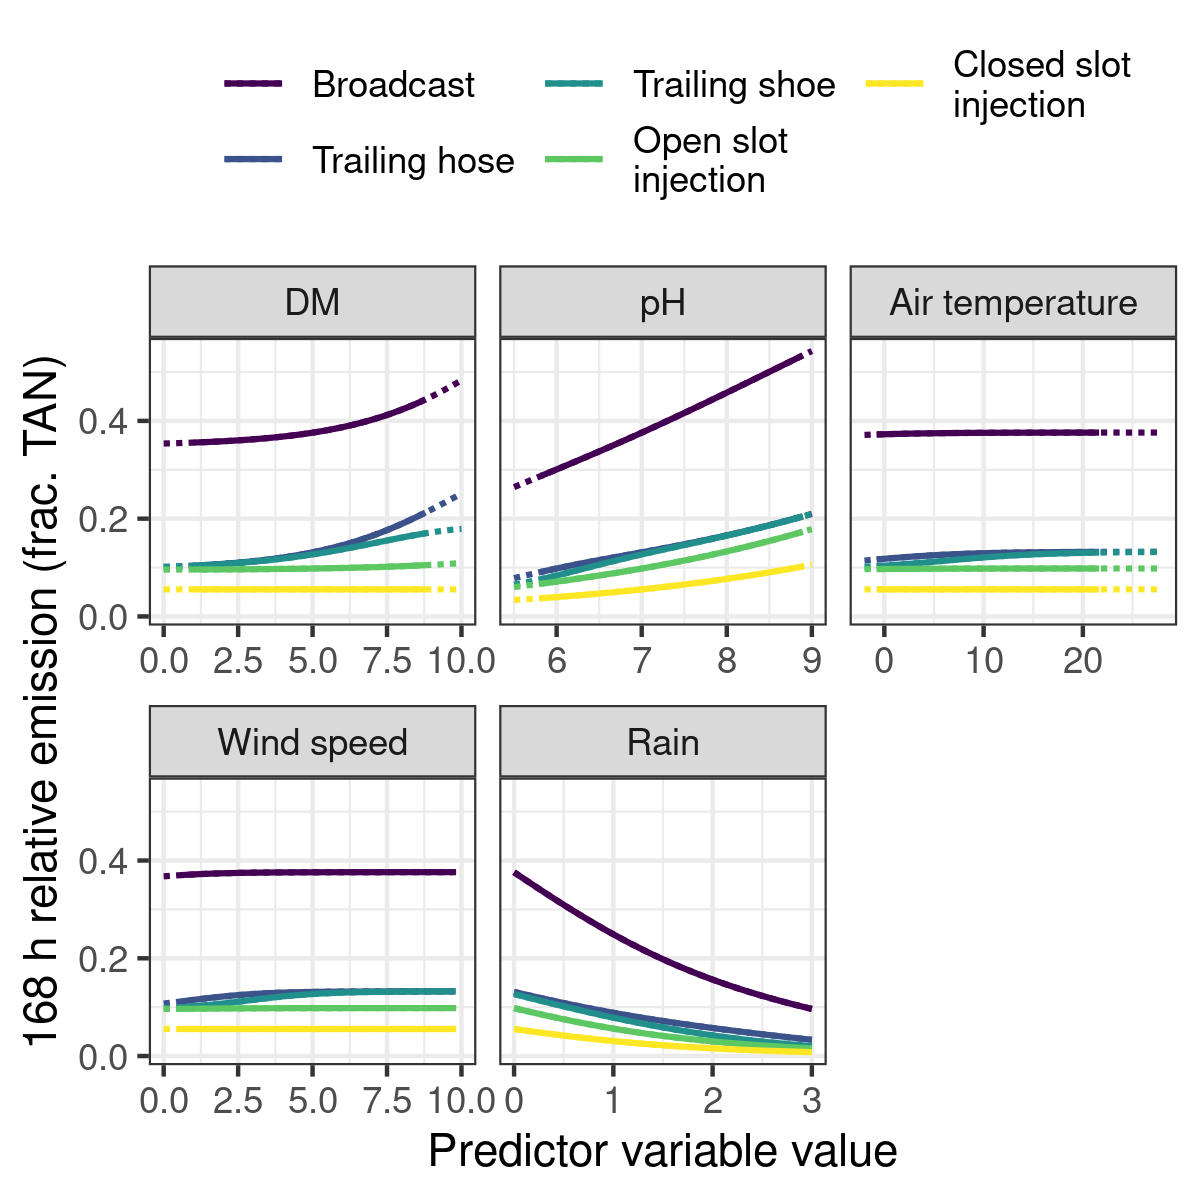 Broadcast
Trailing hose
Trailing shoe
Open slot
injection
Closed slot
injection
168 h relative emission (frac. TAN)
DM
pH
Air temperature
0.4
0.2
0.0
0.0 2.5 5.0 7.5 10.0
6 7 8 9
0 10 20
Wind speed
Rain
0.4
0.2
0.0
0.0 2.5 5.0 7.5 10.0
0 1 2 3
Predictor variable value